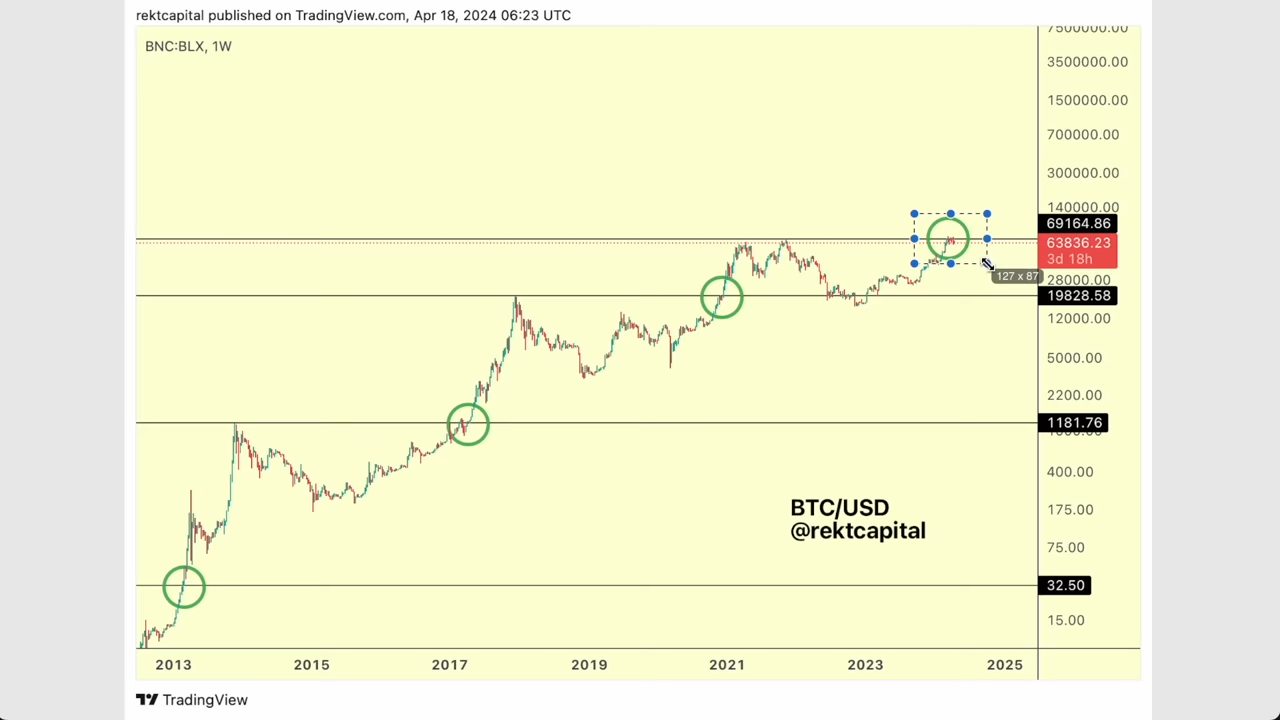 rektcapital published on TradingView.com, Apr 18, 2024 06:23 UTC
BNC:BLX, 1W
7500000.00
3500000.00
1500000.00
700000.00
300000.00
140000.00
69164.86
63836.23
3d 18h
127 x 87
28000.00
19828.58
12000.00
5000.00
2200.00
1181.76
400.00
BTC/USD
@rektcapital
175.00
75.00
32.50
15.00
2013 2015 2017 2019 2021 2023 2025
TradingView